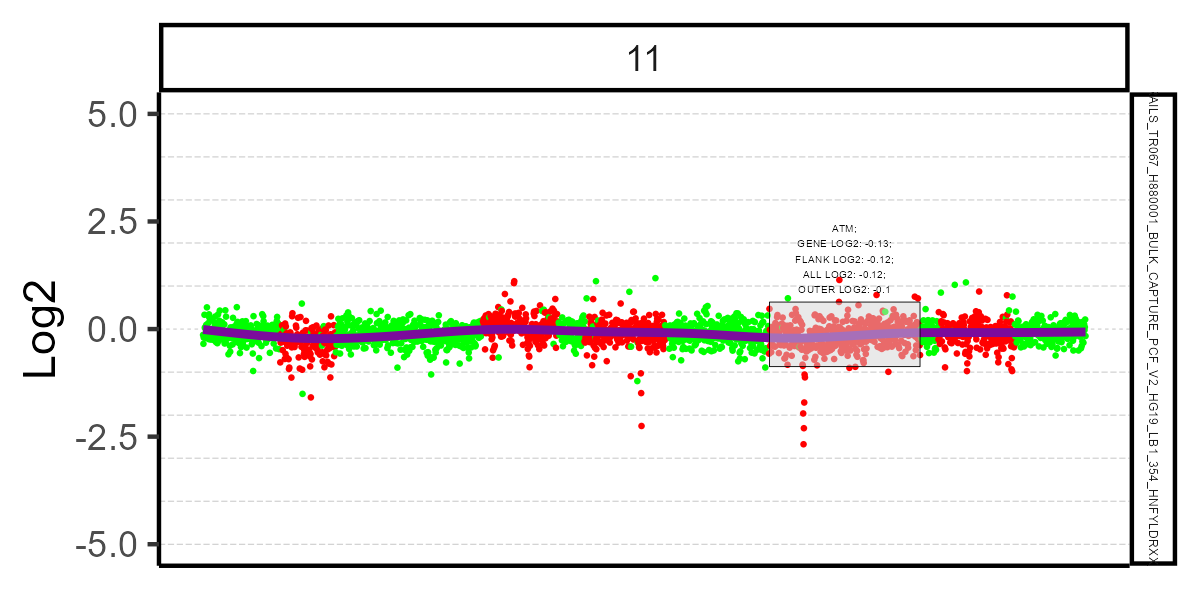 11
5.0
2.5
0.0
-2.5
-5.0
Log2
ATM;
GENE LOG2: -0.13;
FLANK LOG2: -0.12;
ALL LOG2: -0.12;
OUTER LOG2: -0.1
AILS_TR067_H880001_BULK_CAPTURE_PCF_V2_HG19_LB1_354_HNFYLDRXX